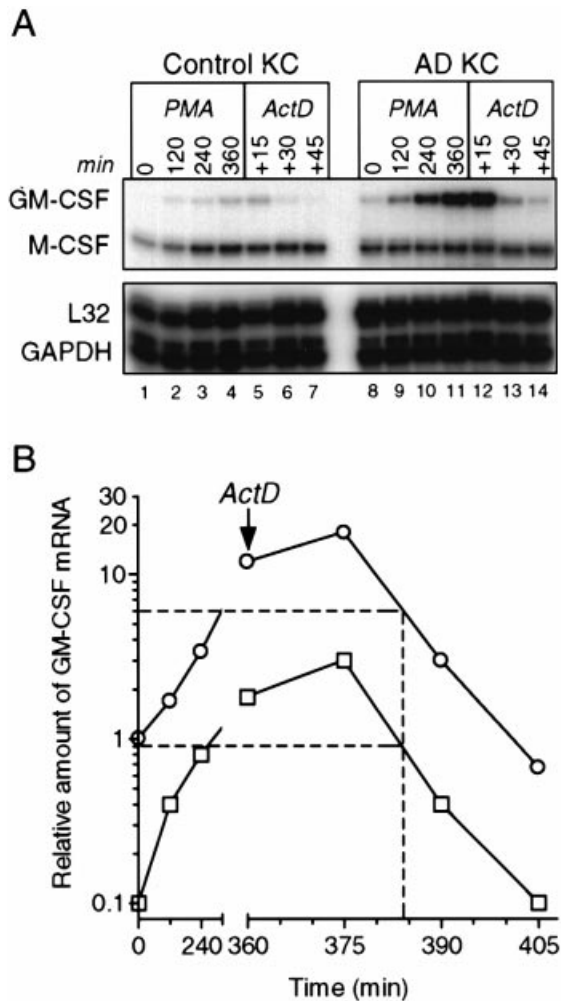 A
Control KC AD KC
PMA ActD PMA ActD
min 0 120 240 360 +15 +30 +45 0 120 240 360 +15 +30 +45
GM-CSF
M-CSF
L32
GAPDH
1 2 3 4 5 6 7 8 9 10 11 12 13 14
B
ActD
Relative amount of GM-CSF mRNA
30
20
10
1
0.1
0 240 360 375 390 405
Time (min)